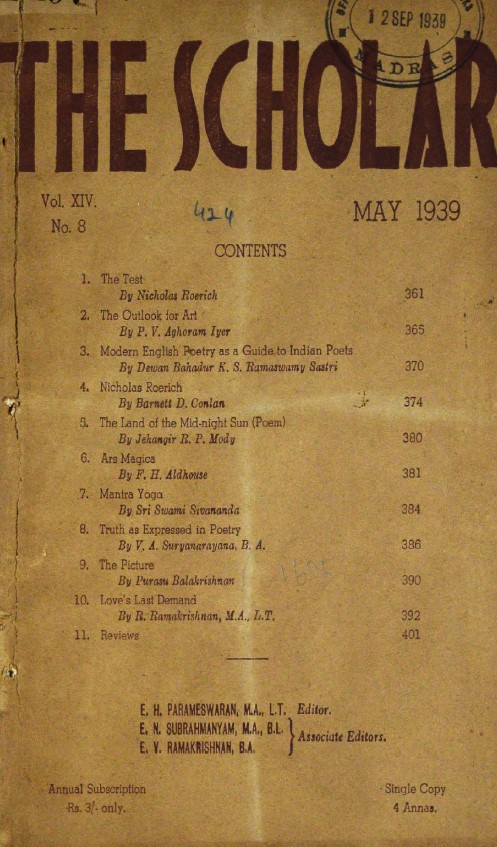 12 SEP 1939
MADRAS
THE SCHOLAR
Vol. XIV.
No. 8
424
MAY 1939
CONTENTS
1. The Test
By Nicholas Roerich 361
2. The Outlook for Art
By P. V. Aghoram Iyer 365
3. Modern English Poetry as a Guide to Indian Poets
By Dewan Bahadur K. S. Ramaswamy Sastri 370
4. Nicholas Roerich
By Barnett D. Conlan 374
5. The Land of the Mid-night Sun (Poem)
By Jehangir R. P. Mody 380
6. Ars Magica
By F. H. Aldhouse 381
7. Mantra Yoga
By Sri Swami Sivananda 384
8. Truth as Expressed in Poetry
By V. A. Suryanarayana, B. A. 386
9. The Picture
By Purasu Balakrishnan 390
10. Love's Last Demand
By R. Ramakrishnan, M.A., L.T. 392
11. Reviews 401
E. H. PARAMESWARAN, M.A., L.T. Editor.
E. N. SUBRAHMANYAM, M.A., B.L.
E. V. RAMAKRISHNAN, B.A.
Associate Editors.
Annual Subscription
Rs. 3/- only.
Single Copy
4 Annas.